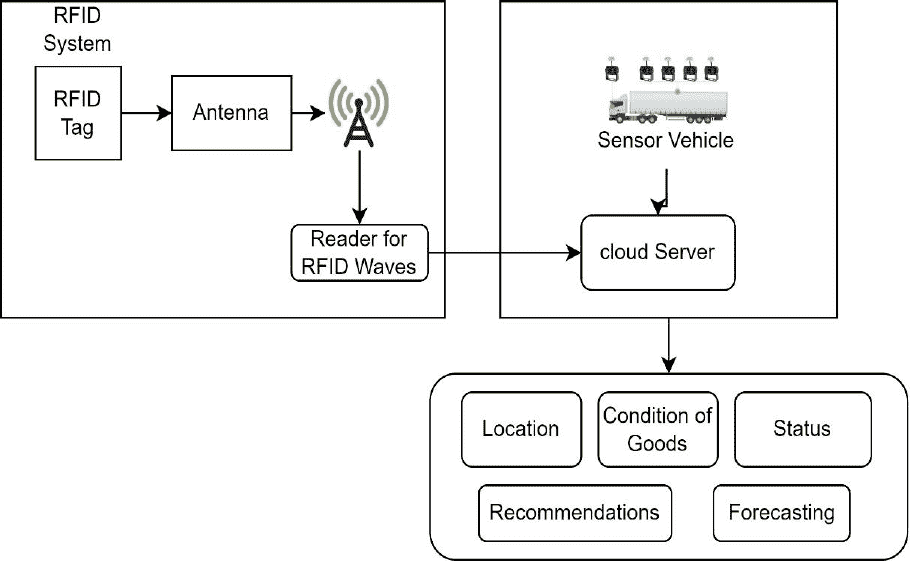 RFID
System
RFID
Tag
Antenna
Reader for
RFID Waves
Sensor Vehicle
cloud Server
Location
Condition of
Goods
Status
Recommendations
Forecasting